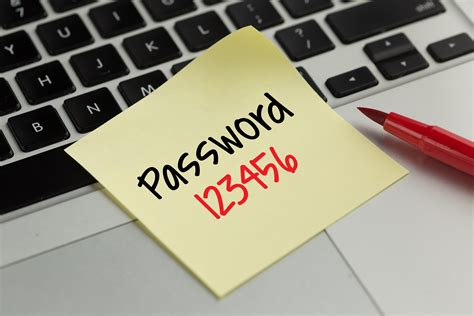 U I O P
H J K L
B N M
Password
123456